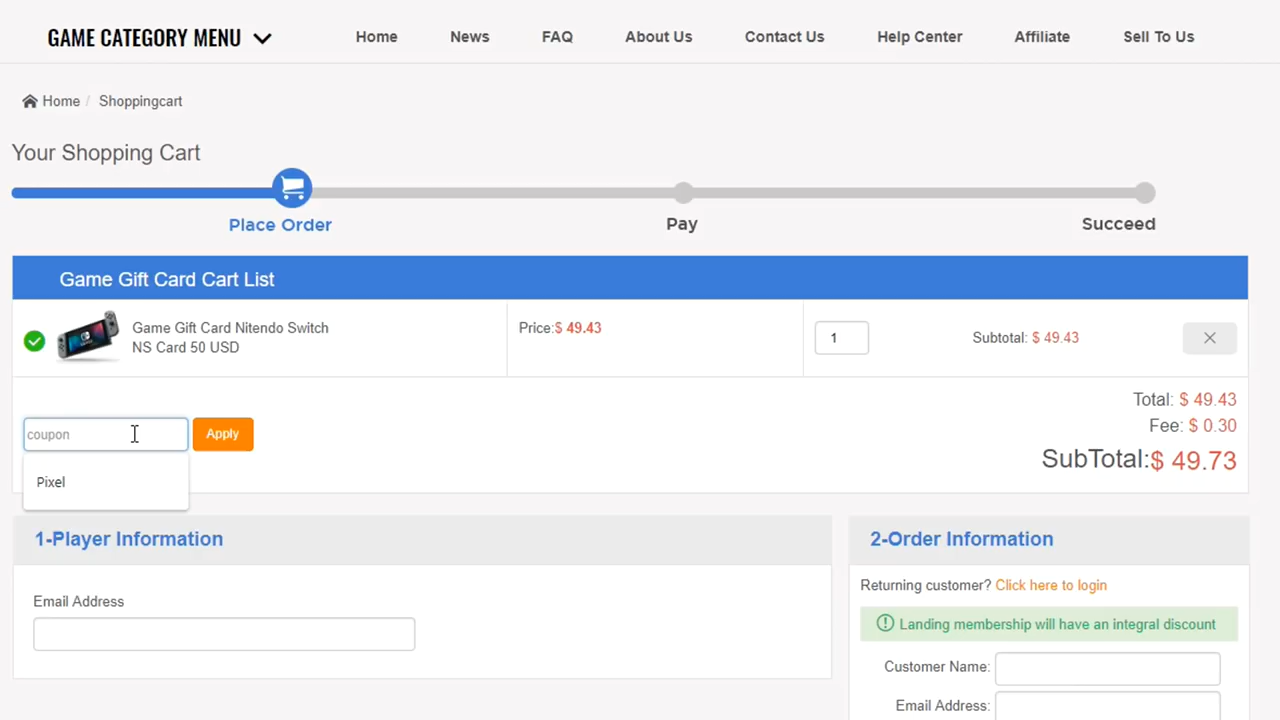 GAME CATEGORY MENU
Home News FAQ About Us Contact Us Help Center Affiliate Sell To Us
Home / Shoppingcart
Your Shopping Cart
Place Order Pay Succeed
Game Gift Card Cart List
Game Gift Card Nitendo Switch
NS Card 50 USD
Price:$ 49.43
1
Subtotal: $ 49.43
Total: $ 49.43
Fee: $ 0.30
SubTotal:$ 49.73
coupon Apply
Pixel
1-Player Information
Email Address
2-Order Information
Returning customer? Click here to login
Landing membership will have an integral discount
Customer Name:
Email Address: